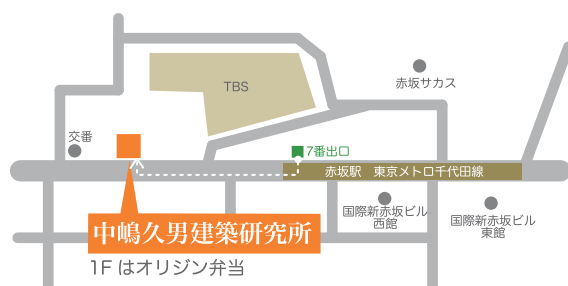 TBS
赤坂サカス
交番
7番出口
赤坂駅　東京メトロ千代田線
国際新赤坂ビル
西館
国際新赤坂ビル
東館
中嶋久男建築研究所
1Fはオリジン弁当